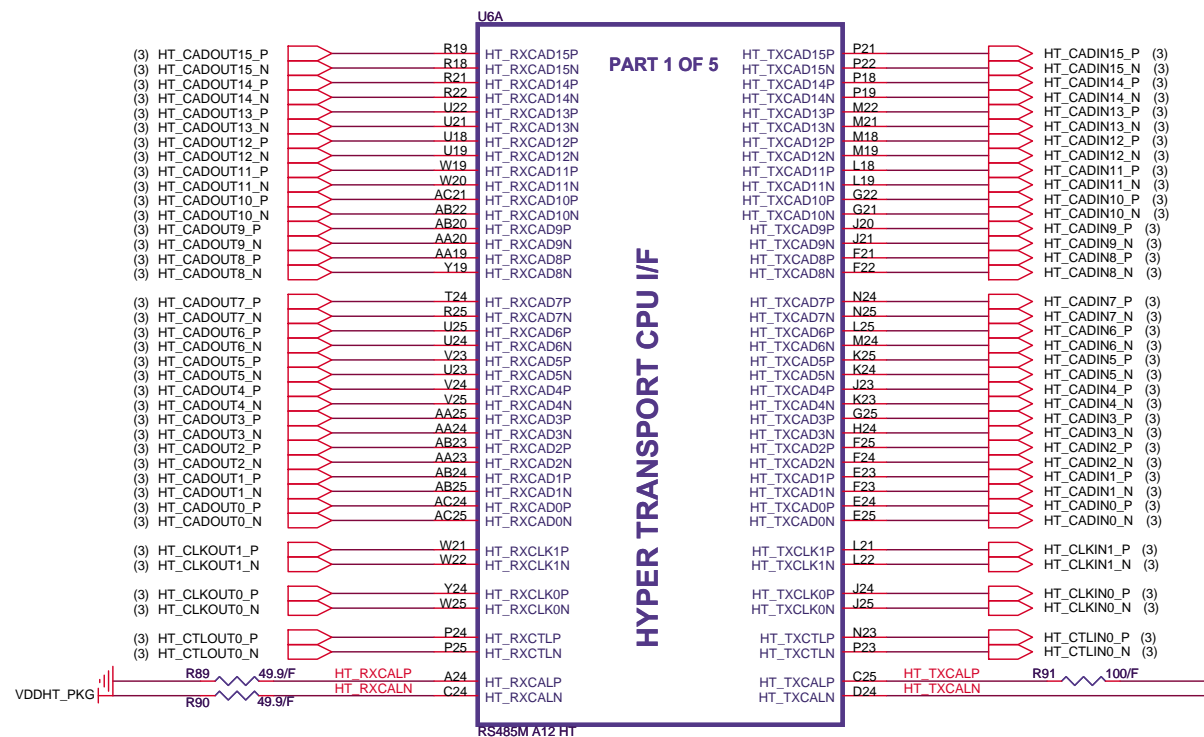 U6A
PART 1 OF 5
(3) HT_CADOUT15_P R19 HT_RXCAD15P HT_TXCAD15P P21 HT_CADIN15_P (3)
(3) HT_CADOUT15_N R18 HT_RXCAD15N HT_TXCAD15N P22 HT_CADIN15_N (3)
(3) HT_CADOUT14_P R21 HT_RXCAD14P HT_TXCAD14P P18 HT_CADIN14_P (3)
(3) HT_CADOUT14_N R22 HT_RXCAD14N HT_TXCAD14N P19 HT_CADIN14_N (3)
(3) HT_CADOUT13_P U22 HT_RXCAD13P HT_TXCAD13P M22 HT_CADIN13_P (3)
(3) HT_CADOUT13_N U21 HT_RXCAD13N HT_TXCAD13N M21 HT_CADIN13_N (3)
(3) HT_CADOUT12_P U18 HT_RXCAD12P HT_TXCAD12P M18 HT_CADIN12_P (3)
(3) HT_CADOUT12_N U19 HT_RXCAD12N HT_TXCAD12N M19 HT_CADIN12_N (3)
(3) HT_CADOUT11_P W19 HT_RXCAD11P HT_TXCAD11P L18 HT_CADIN11_P (3)
(3) HT_CADOUT11_N W20 HT_RXCAD11N HT_TXCAD11N L19 HT_CADIN11_N (3)
(3) HT_CADOUT10_P AC21 HT_RXCAD10P HT_TXCAD10P G22 HT_CADIN10_P (3)
(3) HT_CADOUT10_N AB22 HT_RXCAD10N HT_TXCAD10N G21 HT_CADIN10_N (3)
(3) HT_CADOUT9_P AB20 HT_RXCAD9P HT_TXCAD9P J20 HT_CADIN9_P (3)
(3) HT_CADOUT9_N AA20 HT_RXCAD9N HT_TXCAD9N J21 HT_CADIN9_N (3)
(3) HT_CADOUT8_P AA19 HT_RXCAD8P HT_TXCAD8P F21 HT_CADIN8_P (3)
(3) HT_CADOUT8_N Y19 HT_RXCAD8N HT_TXCAD8N F22 HT_CADIN8_N (3)
(3) HT_CADOUT7_P T24 HT_RXCAD7P HT_TXCAD7P N24 HT_CADIN7_P (3)
(3) HT_CADOUT7_N R25 HT_RXCAD7N HT_TXCAD7N N25 HT_CADIN7_N (3)
(3) HT_CADOUT6_P U25 HT_RXCAD6P HT_TXCAD6P L25 HT_CADIN6_P (3)
(3) HT_CADOUT6_N U24 HT_RXCAD6N HT_TXCAD6N M24 HT_CADIN6_N (3)
(3) HT_CADOUT5_P V23 HT_RXCAD5P HT_TXCAD5P K25 HT_CADIN5_P (3)
(3) HT_CADOUT5_N U23 HT_RXCAD5N HT_TXCAD5N K24 HT_CADIN5_N (3)
(3) HT_CADOUT4_P V24 HT_RXCAD4P HT_TXCAD4P J23 HT_CADIN4_P (3)
(3) HT_CADOUT4_N V25 HT_RXCAD4N HT_TXCAD4N K23 HT_CADIN4_N (3)
(3) HT_CADOUT3_P AA25 HT_RXCAD3P HT_TXCAD3P G25 HT_CADIN3_P (3)
(3) HT_CADOUT3_N AA24 HT_RXCAD3N HT_TXCAD3N H24 HT_CADIN3_N (3)
(3) HT_CADOUT2_P AB23 HT_RXCAD2P HT_TXCAD2P F25 HT_CADIN2_P (3)
(3) HT_CADOUT2_N AA23 HT_RXCAD2N HT_TXCAD2N F24 HT_CADIN2_N (3)
(3) HT_CADOUT1_P AB24 HT_RXCAD1P HT_TXCAD1P E23 HT_CADIN1_P (3)
(3) HT_CADOUT1_N AB25 HT_RXCAD1N HT_TXCAD1N F23 HT_CADIN1_N (3)
(3) HT_CADOUT0_P AC24 HT_RXCAD0P HT_TXCAD0P E24 HT_CADIN0_P (3)
(3) HT_CADOUT0_N AC25 HT_RXCAD0N HT_TXCAD0N E25 HT_CADIN0_N (3)
(3) HT_CLKOUT1_P W21 HT_RXCLK1P HT_TXCLK1P L21 HT_CLKIN1_P (3)
(3) HT_CLKOUT1_N W22 HT_RXCLK1N HT_TXCLK1N L22 HT_CLKIN1_N (3)
(3) HT_CLKOUT0_P Y24 HT_RXCLK0P HT_TXCLK0P J24 HT_CLKIN0_P (3)
(3) HT_CLKOUT0_N W25 HT_RXCLK0N HT_TXCLK0N J25 HT_CLKIN0_N (3)
(3) HT_CTLOUT0_P P24 HT_RXCTLP HT_TXCTLP N23 HT_CTLIN0_P (3)
(3) HT_CTLOUT0_N P25 HT_RXCTLN HT_TXCTLN P23 HT_CTLIN0_N (3)
R89 49.9/F HT_RXCALP A24 HT_RXCALP HT_TXCALP C25 HT_TXCALP R91 100/F
VDDHT_PKG R90 49.9/F HT_RXCALN C24 HT_RXCALN HT_TXCALN D24 HT_TXCALN
HYPER TRANSPORT CPU I/F
RS485M A12 HT